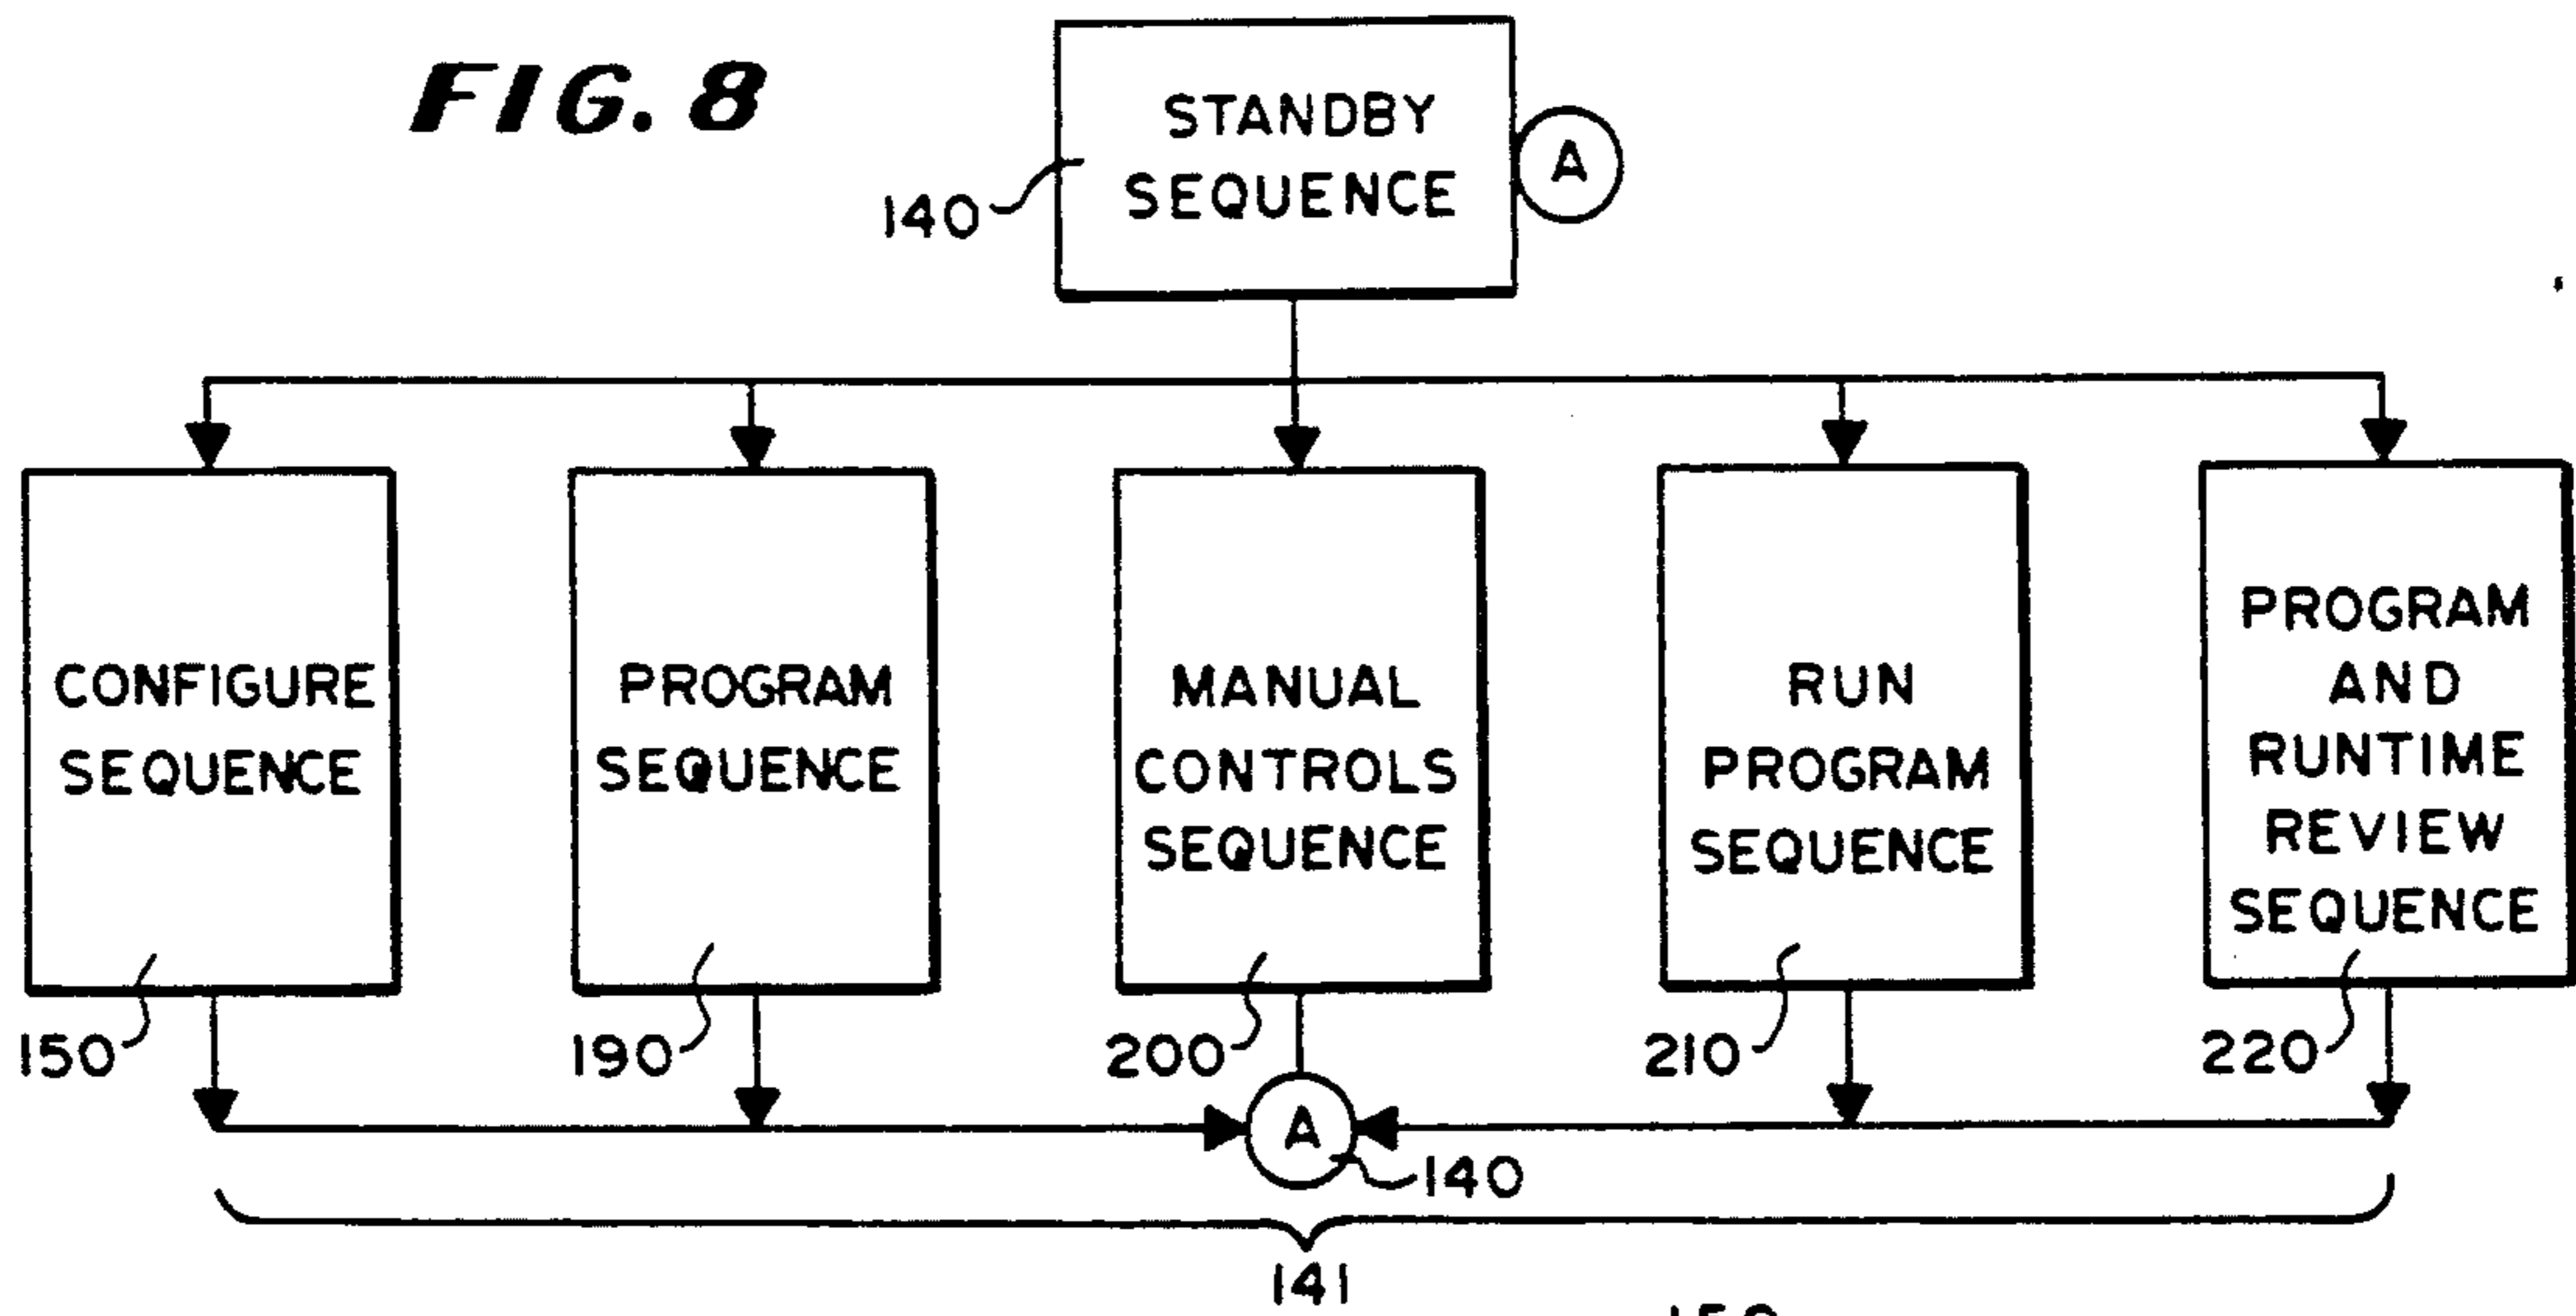 FIG. 8
STANDBY
SEQUENCE
A
140
CONFIGURE
SEQUENCE
150
PROGRAM
SEQUENCE
190
MANUAL
CONTROLS
SEQUENCE
200
RUN
PROGRAM
SEQUENCE
210
PROGRAM
AND
RUNTIME
REVIEW
SEQUENCE
220
A
140
141